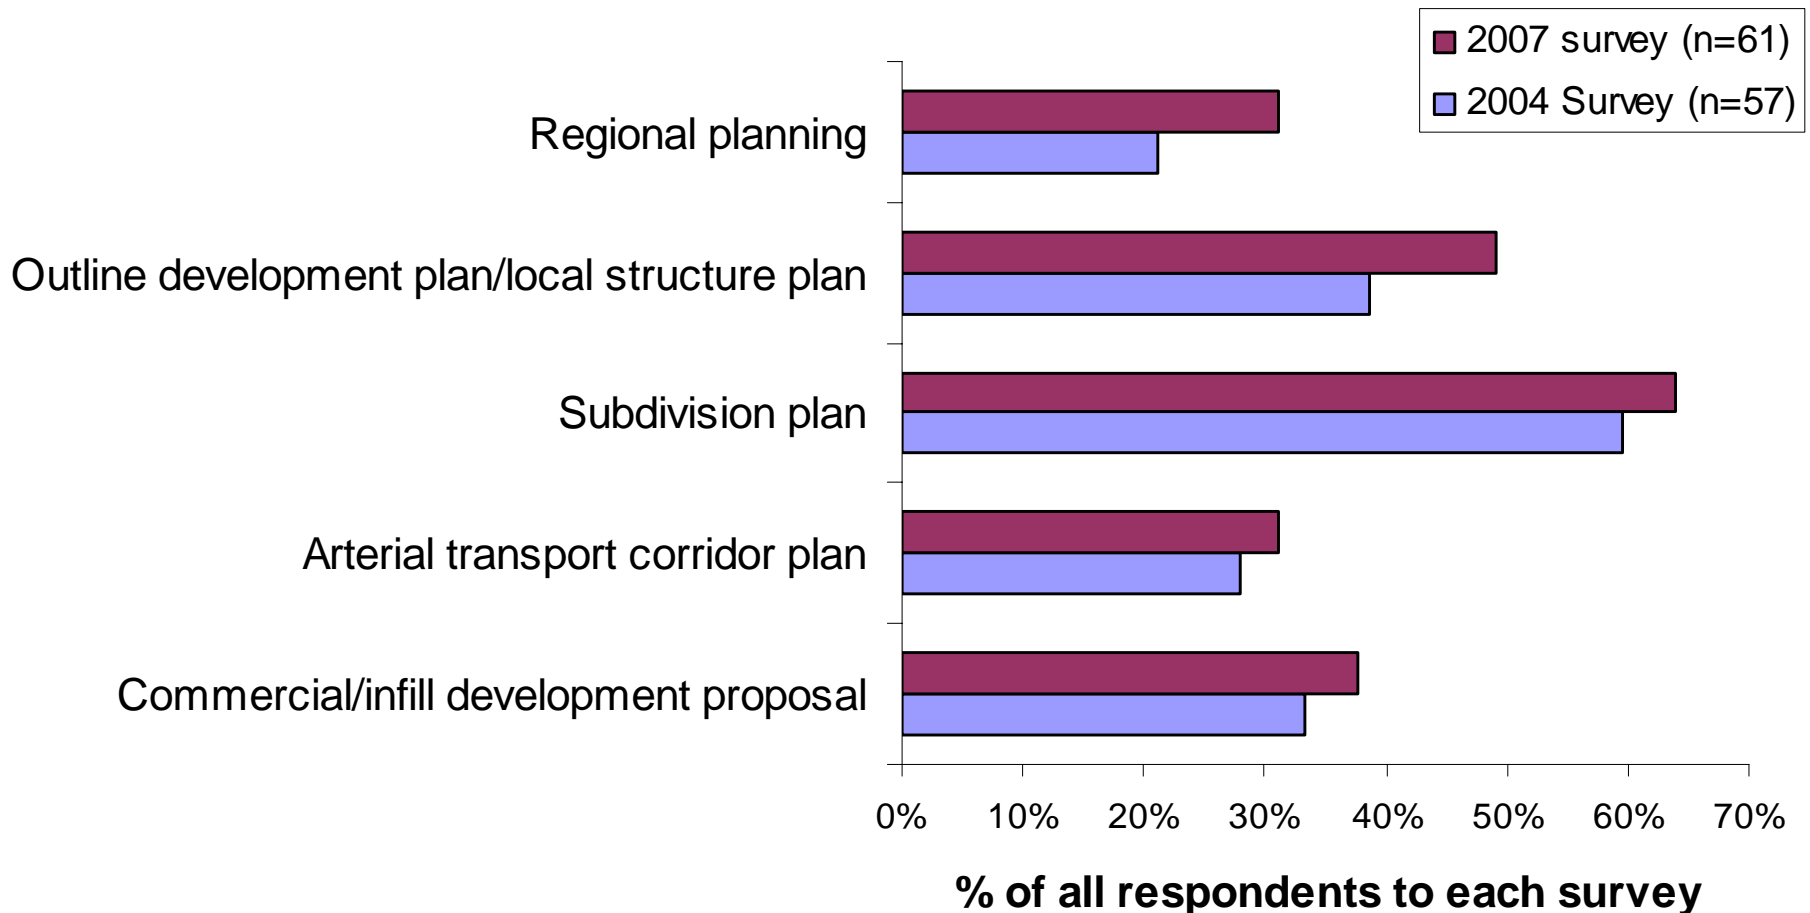 2007 survey (n=61)
2004 Survey (n=57)
Regional planning
Outline development plan/local structure plan
Subdivision plan
Arterial transport corridor plan
Commercial/infill development proposal
0% 10% 20% 30% 40% 50% 60% 70%
% of all respondents to each survey